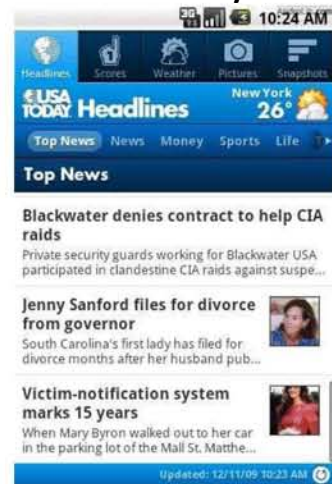 3G 10:24 AM
Headlines Scores Weather Pictures Snapshots
USA TODAY Headlines New York 26°
Top News News Money Sports Life
Top News
Blackwater denies contract to help CIA
raids
Private security guards working for Blackwater USA
participated in clandestine CIA raids against suspe...
Jenny Sanford files for divorce
from governor
South Carolina's first lady has filed for
divorce months after her husband pub...
Victim-notification system
marks 15 years
When Mary Byron walked out to her car
in the parking lot of the Mall St. Matthe...
Updated: 12/11/09 10:23 AM